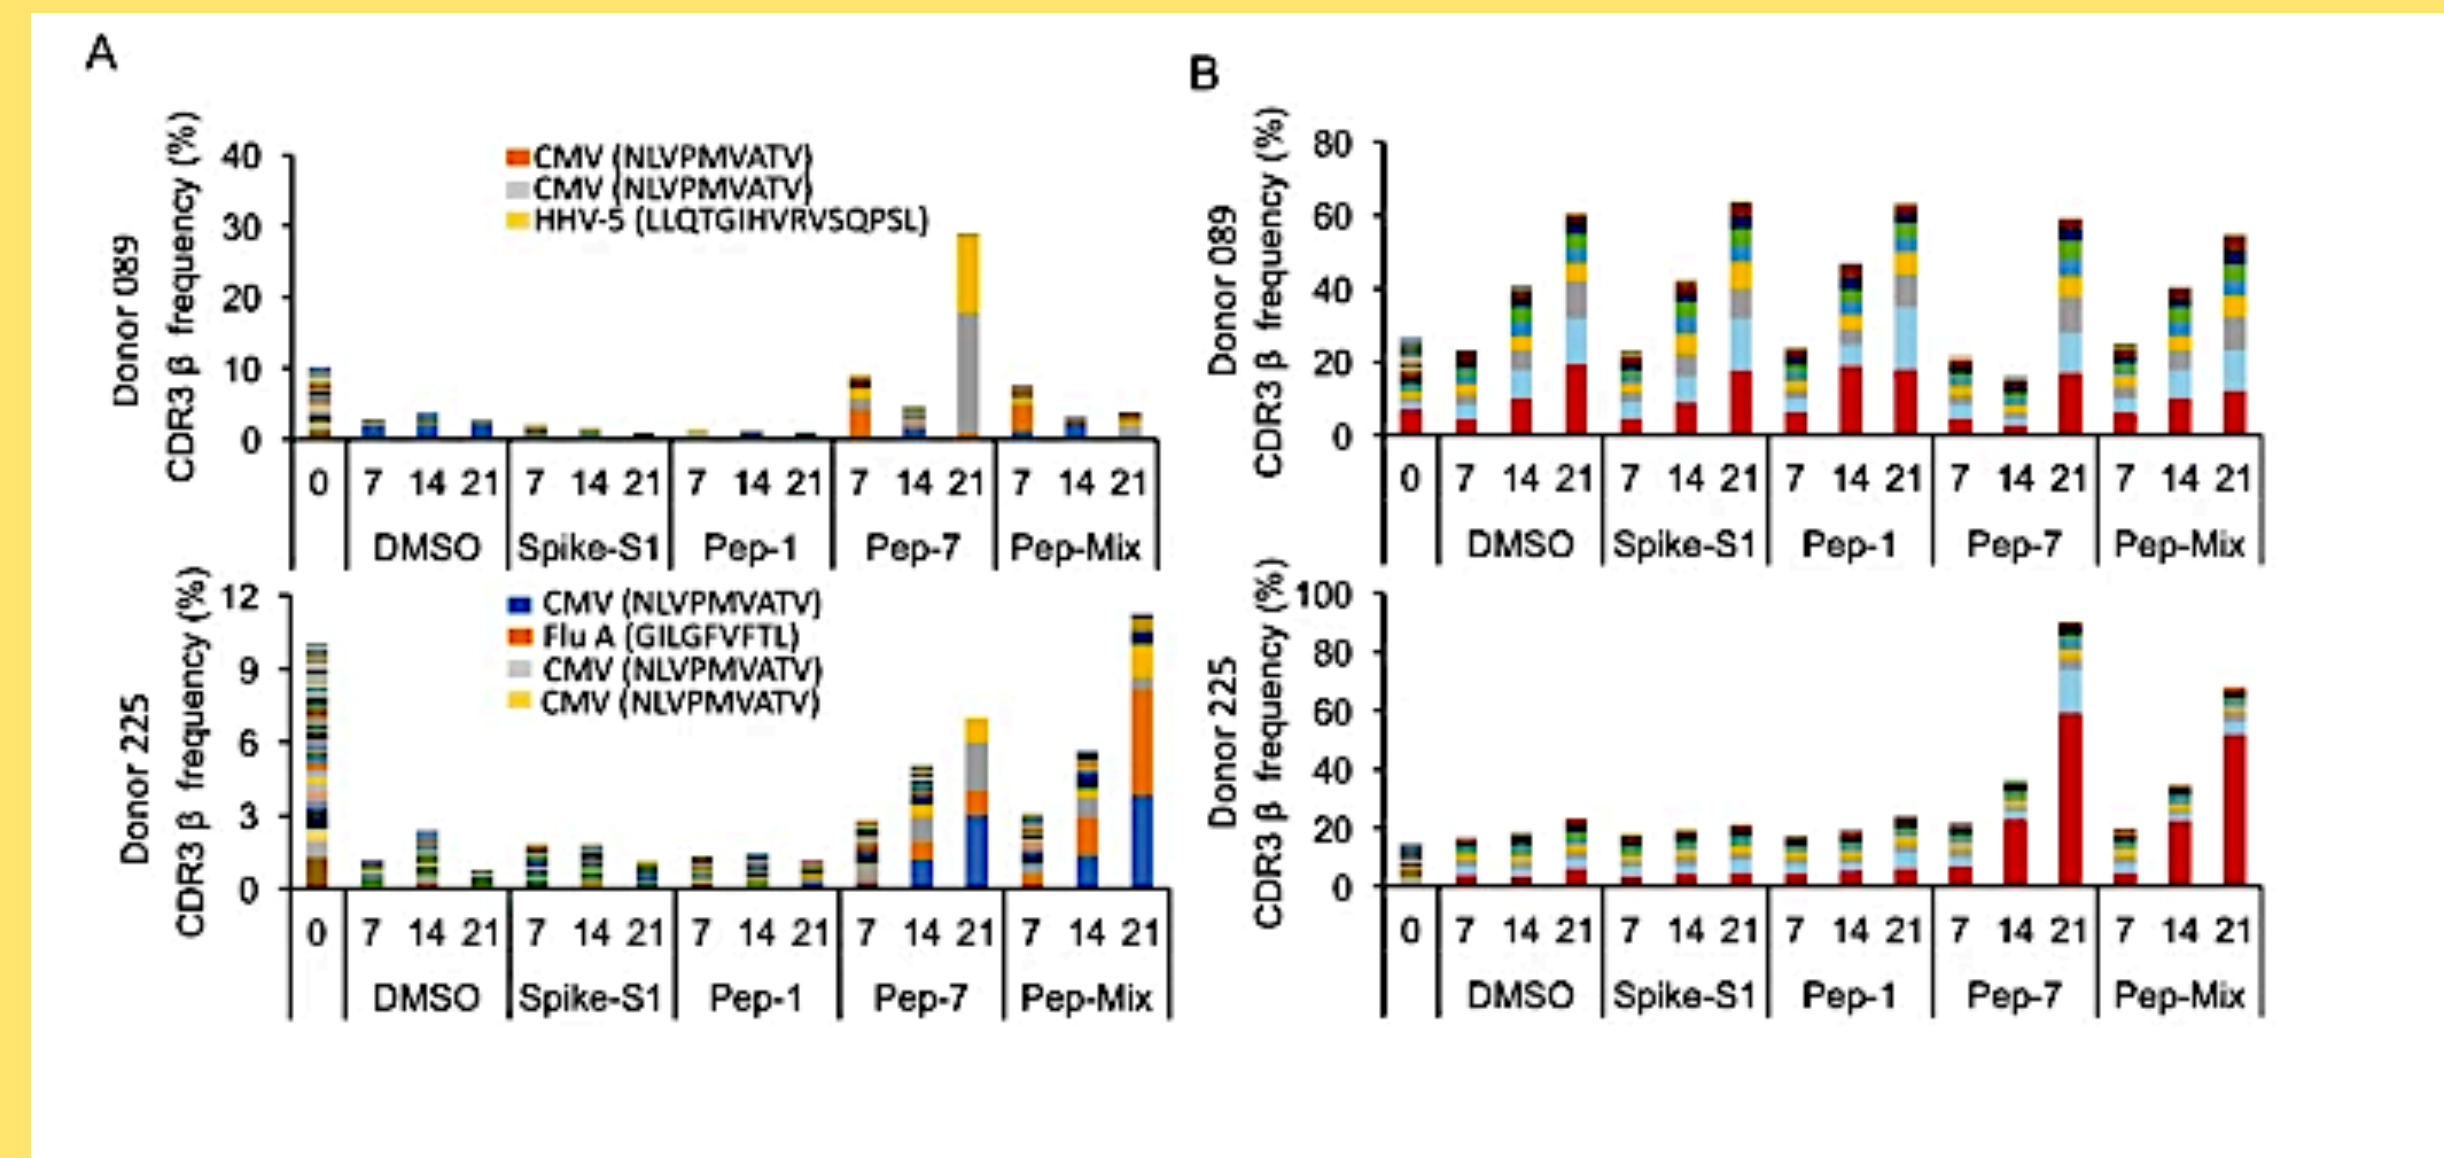 A
Donor 089
CDR3 β frequency (%)
40
30
20
10
0
CMV (NLVPMVATV)
CMV (NLVPMVATV)
HHV-5 (LLQTGIHVRVSQPSL)
0 7 14 21 7 14 21 7 14 21 7 14 21 7 14 21
DMSO Spike-S1 Pep-1 Pep-7 Pep-Mix
Donor 225
CDR3 β frequency (%)
12
9
6
3
0
CMV (NLVPMVATV)
Flu A (GILGFVFTL)
CMV (NLVPMVATV)
CMV (NLVPMVATV)
0 7 14 21 7 14 21 7 14 21 7 14 21 7 14 21
DMSO Spike-S1 Pep-1 Pep-7 Pep-Mix
B
Donor 089
CDR3 β frequency (%)
80
60
40
20
0
0 7 14 21 7 14 21 7 14 21 7 14 21 7 14 21
DMSO Spike-S1 Pep-1 Pep-7 Pep-Mix
Donor 225
CDR3 β frequency (%)
100
80
60
40
20
0
0 7 14 21 7 14 21 7 14 21 7 14 21 7 14 21
DMSO Spike-S1 Pep-1 Pep-7 Pep-Mix